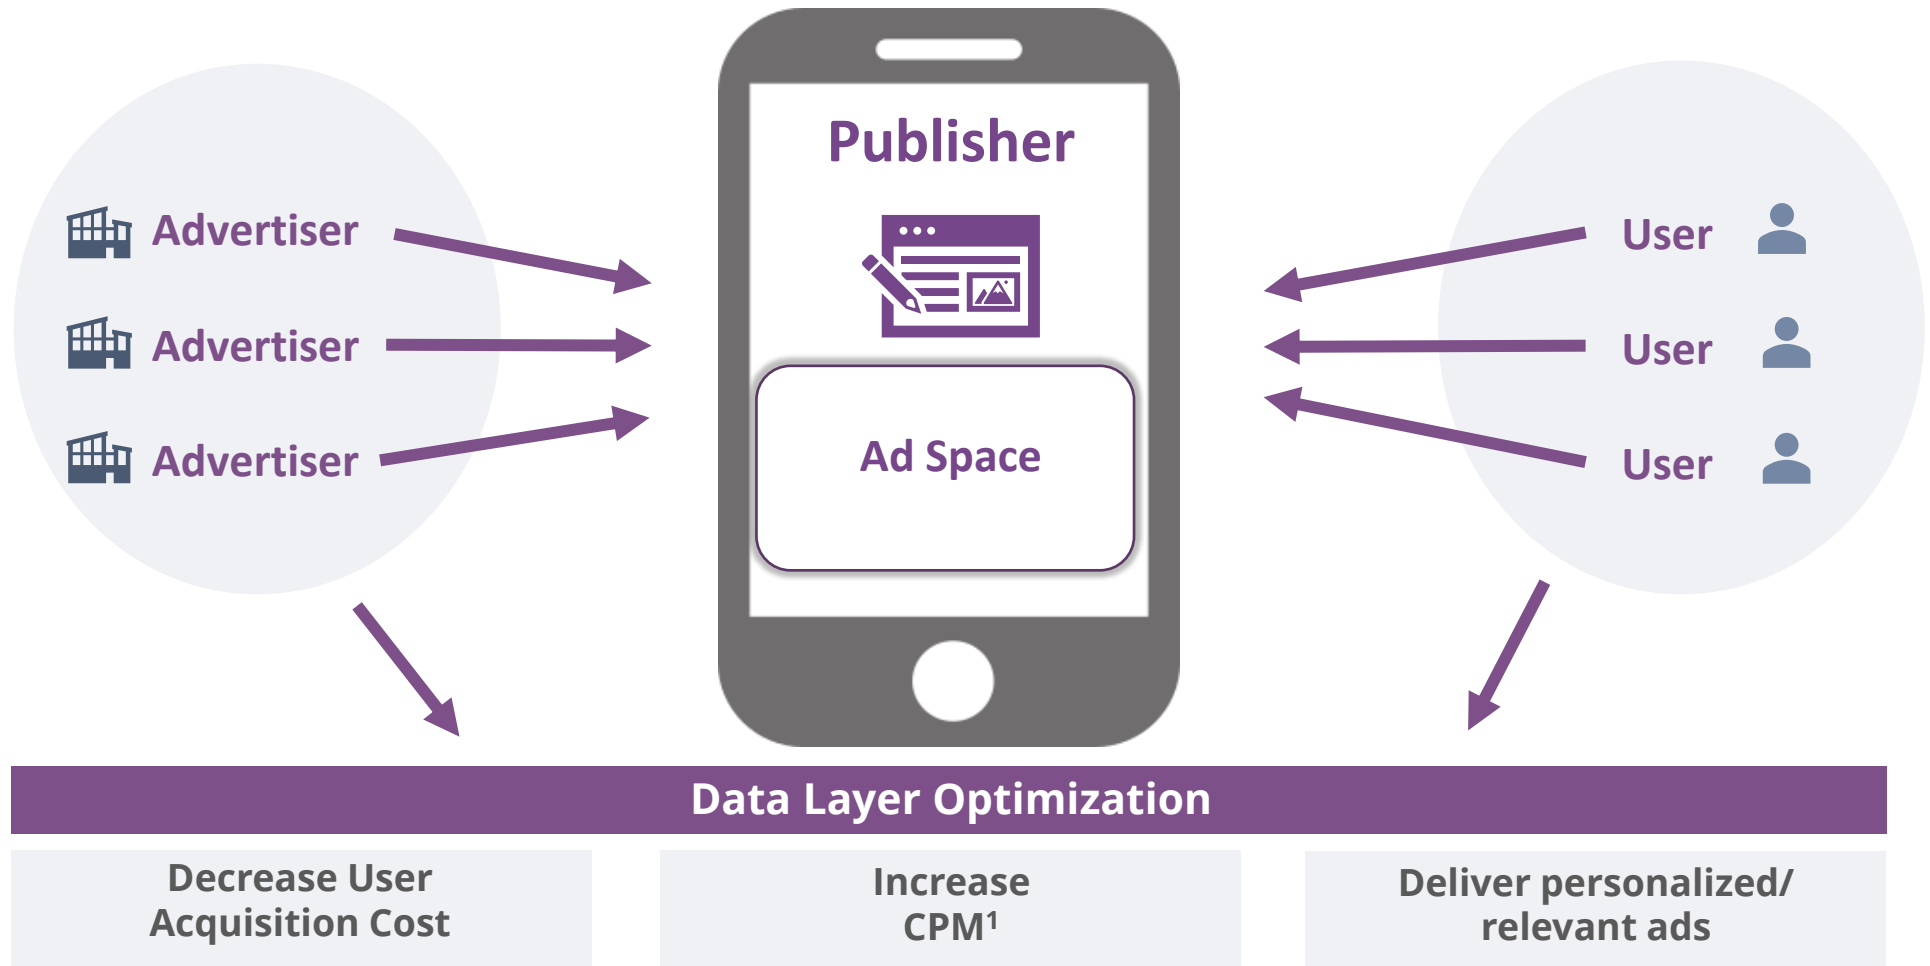 Publisher
Advertiser
Advertiser
Advertiser
Ad Space
User
User
User
Data Layer Optimization
Decrease User
Acquisition Cost
Increase
CPM¹
Deliver personalized/
relevant ads